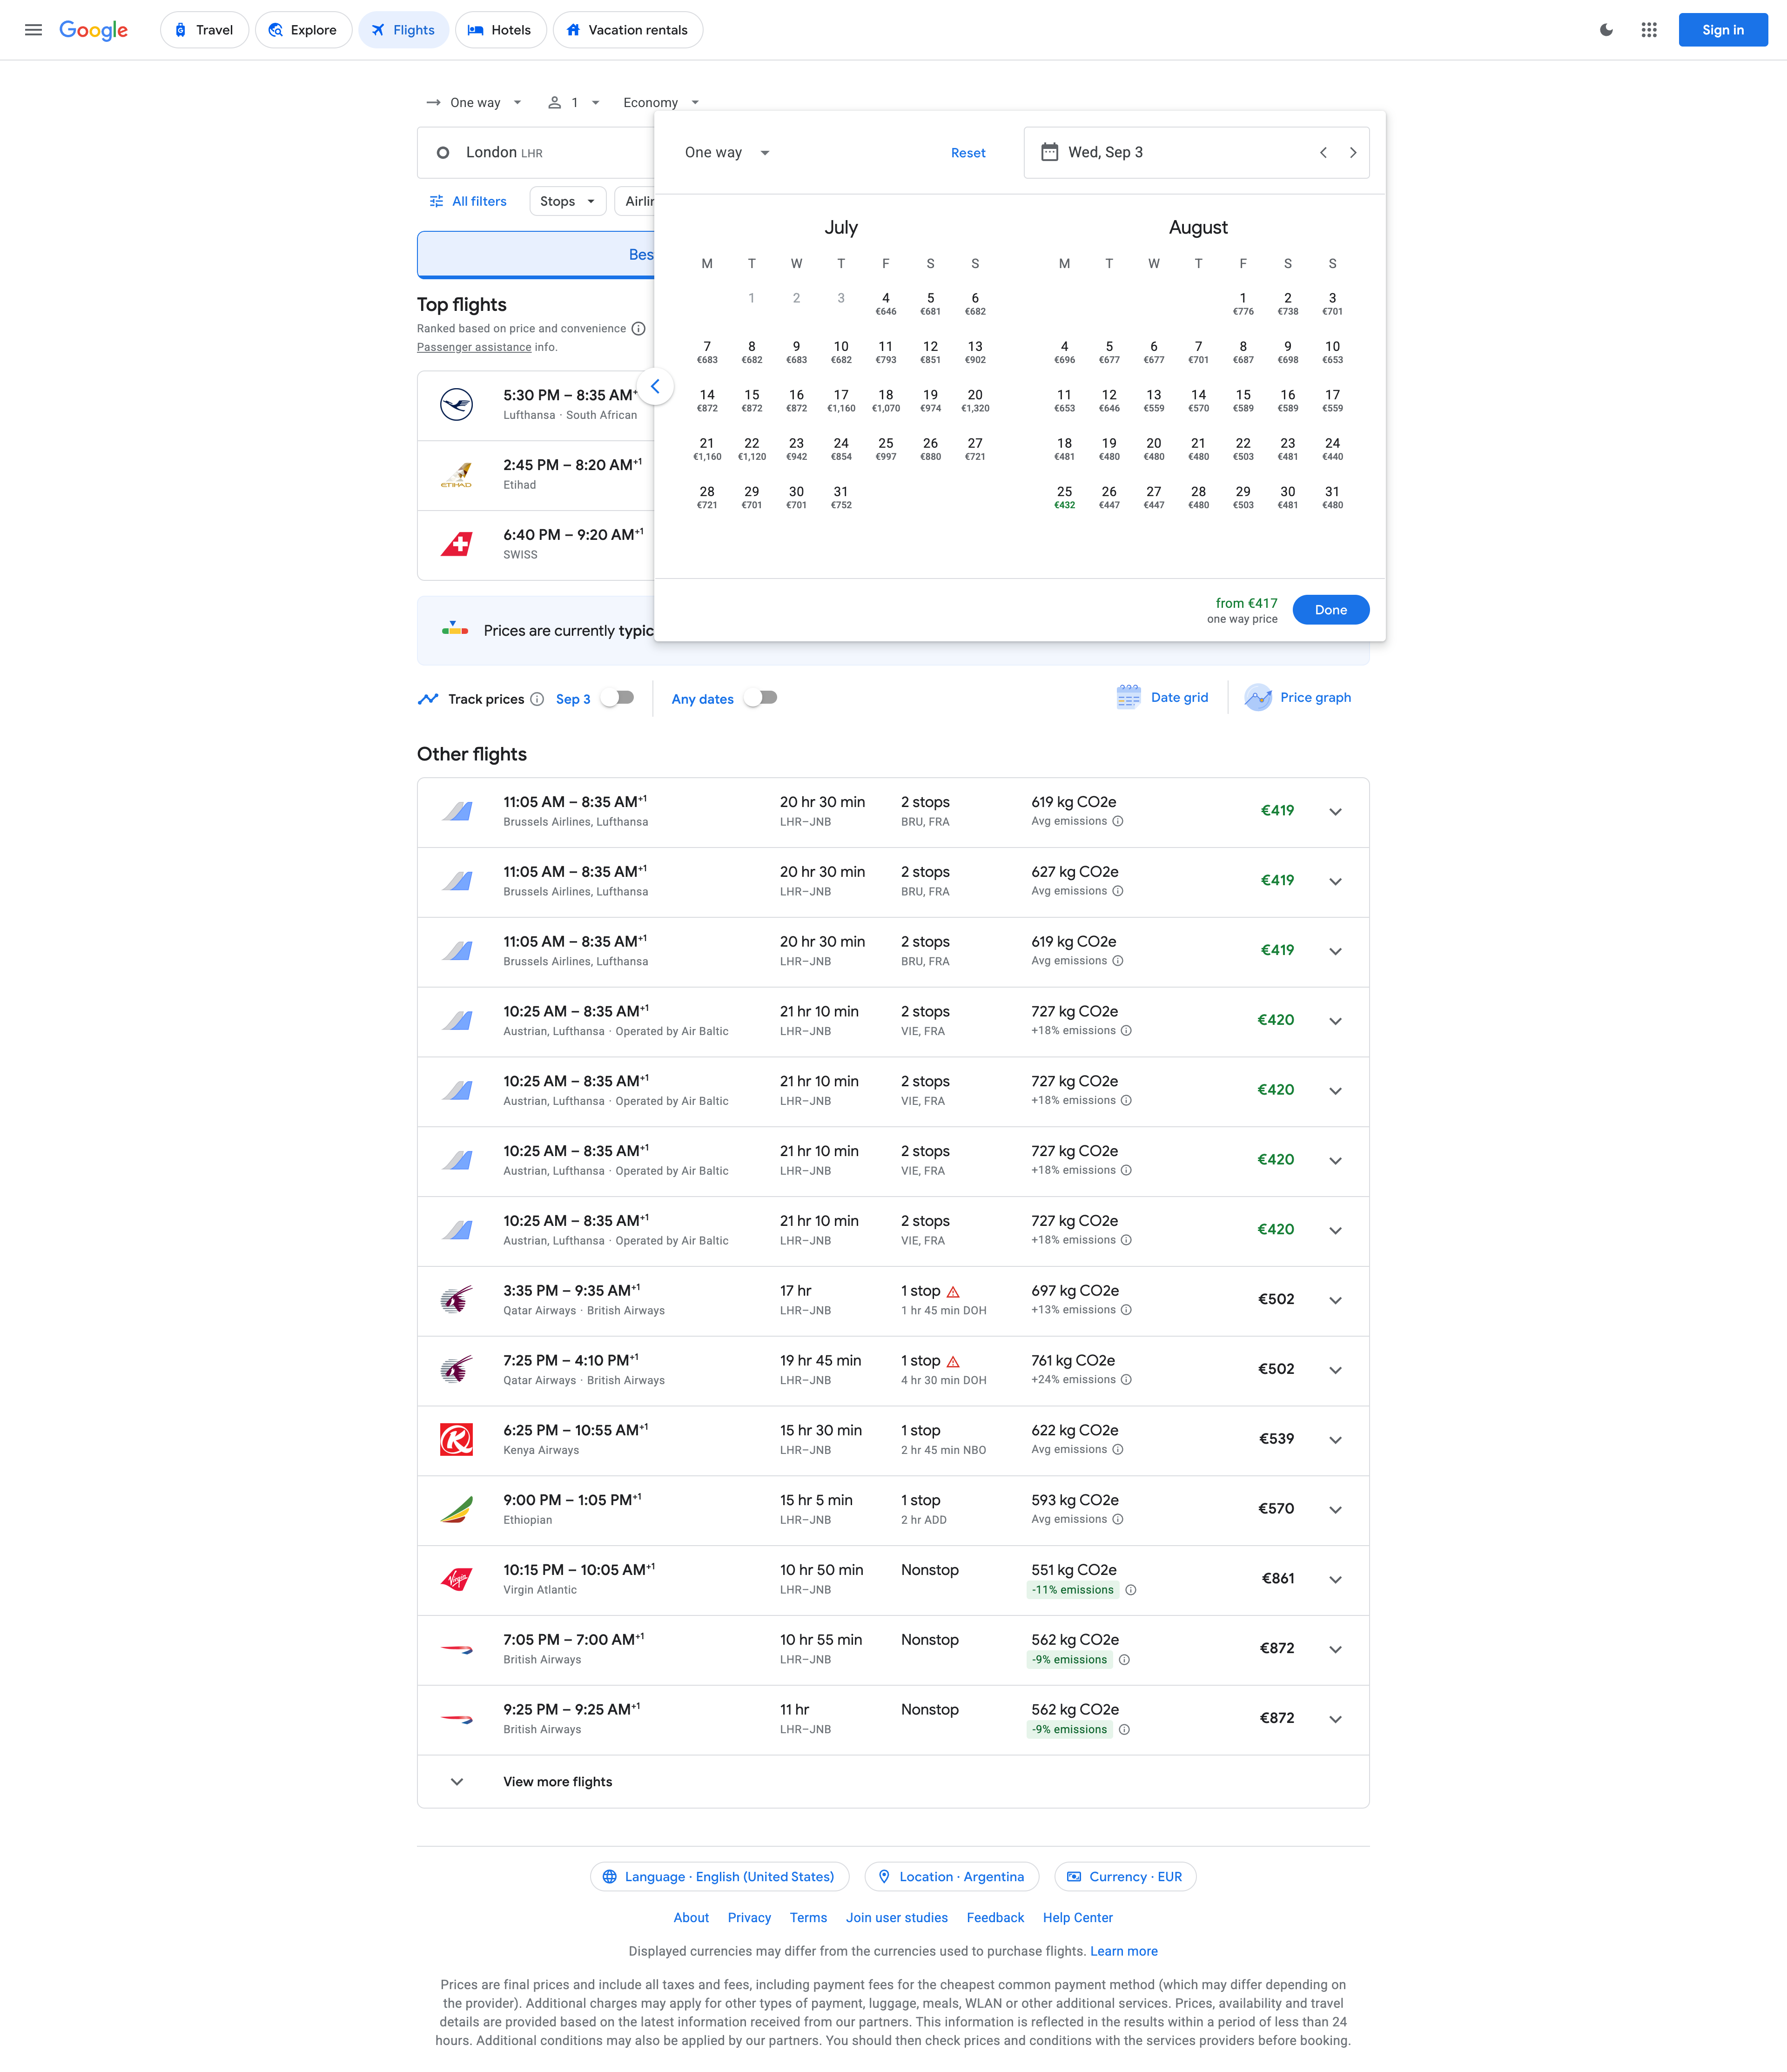 Google
Travel
Explore
Flights
Hotels
Vacation rentals
Sign in
One way
1
Economy
London LHR
All filters
Stops
One way
Reset
Wed, Sep 3
July
M T W T F S S
1 2 3 4 5 6
€646 €681 €682
7 8 9 10 11 12 13
€683 €682 €683 €682 €793 €851 €902
14 15 16 17 18 19 20
€872 €872 €872 €1,160 €1,070 €974 €1,320
21 22 23 24 25 26 27
€1,160 €1,120 €942 €854 €997 €880 €721
28 29 30 31
€721 €701 €701 €752
August
M T W T F S S
1 2 3
€776 €738 €701
4 5 6 7 8 9 10
€696 €677 €677 €701 €687 €698 €653
11 12 13 14 15 16 17
€653 €646 €559 €570 €589 €589 €559
18 19 20 21 22 23 24
€481 €480 €480 €480 €503 €481 €440
25 26 27 28 29 30 31
€432 €447 €447 €480 €503 €481 €480
from €417
one way price
Done
Top flights
Ranked based on price and convenience
Passenger assistance info.
5:30 PM – 8:35 AM
Lufthansa · South African
ETIHAD
2:45 PM – 8:20 AM+1
Etihad
6:40 PM – 9:20 AM+1
SWISS
Prices are currently
Track prices
Sep 3
Any dates
Date grid
Price graph
Other flights
11:05 AM – 8:35 AM+1 20 hr 30 min 2 stops 619 kg CO2e €419
Brussels Airlines, Lufthansa LHR–JNB BRU, FRA Avg emissions
11:05 AM – 8:35 AM+1 20 hr 30 min 2 stops 627 kg CO2e €419
Brussels Airlines, Lufthansa LHR–JNB BRU, FRA Avg emissions
11:05 AM – 8:35 AM+1 20 hr 30 min 2 stops 619 kg CO2e €419
Brussels Airlines, Lufthansa LHR–JNB BRU, FRA Avg emissions
10:25 AM – 8:35 AM+1 21 hr 10 min 2 stops 727 kg CO2e €420
Austrian, Lufthansa · Operated by Air Baltic LHR–JNB VIE, FRA +18% emissions
10:25 AM – 8:35 AM+1 21 hr 10 min 2 stops 727 kg CO2e €420
Austrian, Lufthansa · Operated by Air Baltic LHR–JNB VIE, FRA +18% emissions
10:25 AM – 8:35 AM+1 21 hr 10 min 2 stops 727 kg CO2e €420
Austrian, Lufthansa · Operated by Air Baltic LHR–JNB VIE, FRA +18% emissions
10:25 AM – 8:35 AM+1 21 hr 10 min 2 stops 727 kg CO2e €420
Austrian, Lufthansa · Operated by Air Baltic LHR–JNB VIE, FRA +18% emissions
3:35 PM – 9:35 AM+1 17 hr 1 stop 697 kg CO2e €502
Qatar Airways · British Airways LHR–JNB 1 hr 45 min DOH +13% emissions
7:25 PM – 4:10 PM+1 19 hr 45 min 1 stop 761 kg CO2e €502
Qatar Airways · British Airways LHR–JNB 4 hr 30 min DOH +24% emissions
6:25 PM – 10:55 AM+1 15 hr 30 min 1 stop 622 kg CO2e €539
Kenya Airways LHR–JNB 2 hr 45 min NBO Avg emissions
9:00 PM – 1:05 PM+1 15 hr 5 min 1 stop 593 kg CO2e €570
Ethiopian LHR–JNB 2 hr ADD Avg emissions
10:15 PM – 10:05 AM+1 10 hr 50 min Nonstop 551 kg CO2e €861
Virgin Atlantic LHR–JNB -11% emissions
7:05 PM – 7:00 AM+1 10 hr 55 min Nonstop 562 kg CO2e €872
British Airways LHR–JNB -9% emissions
9:25 PM – 9:25 AM+1 11 hr Nonstop 562 kg CO2e €872
British Airways LHR–JNB -9% emissions
View more flights
Language · English (United States)
Location · Argentina
Currency · EUR
About Privacy Terms Join user studies Feedback Help Center
Displayed currencies may differ from the currencies used to purchase flights. Learn more
Prices are final prices and include all taxes and fees, including payment fees for the cheapest common payment method (which may differ depending on
the provider). Additional charges may apply for other types of payment, luggage, meals, WLAN or other additional services. Prices, availability and travel
details are provided based on the latest information received from our partners. This information is reflected in the results within a period of less than 24
hours. Additional conditions may also be applied by our partners. You should then check prices and conditions with the services providers before booking.